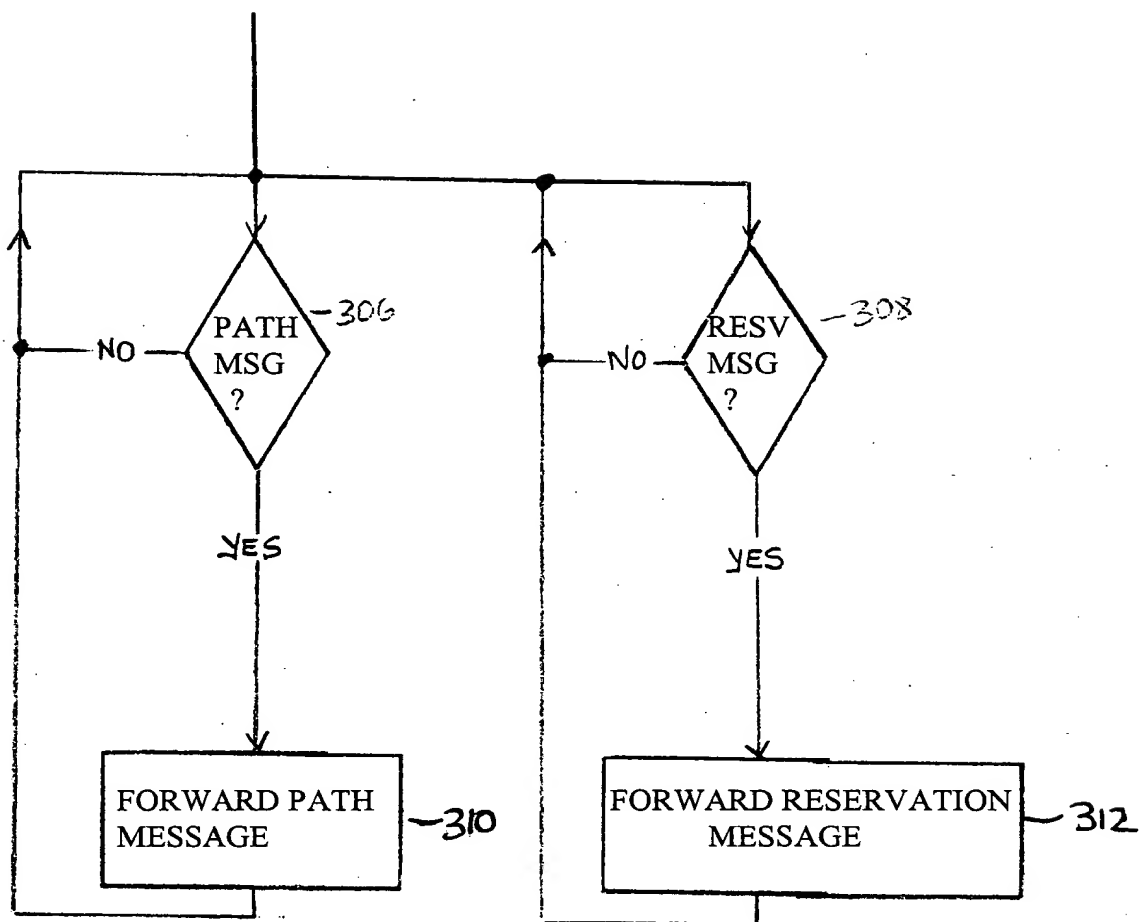 PATH
MSG
?
306
NO
YES
FORWARD PATH
MESSAGE
310
RESV
MSG
?
308
NO
YES
FORWARD RESERVATION
MESSAGE
312